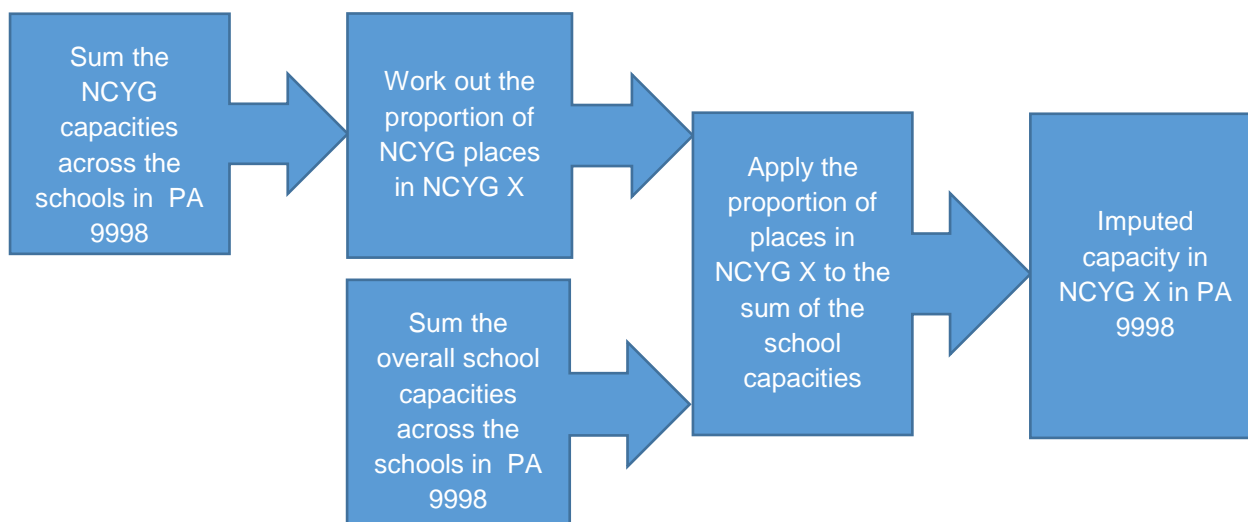 Sum the
NCYG
capacities
across the
schools in PA
9998
Work out the
proportion of
NCYG places
in NCYG X
Sum the
overall school
capacities
across the
schools in PA
9998
Apply the
proportion of
places in
NCYG X to the
sum of the
school
capacities
Imputed
capacity in
NCYG X in PA
9998